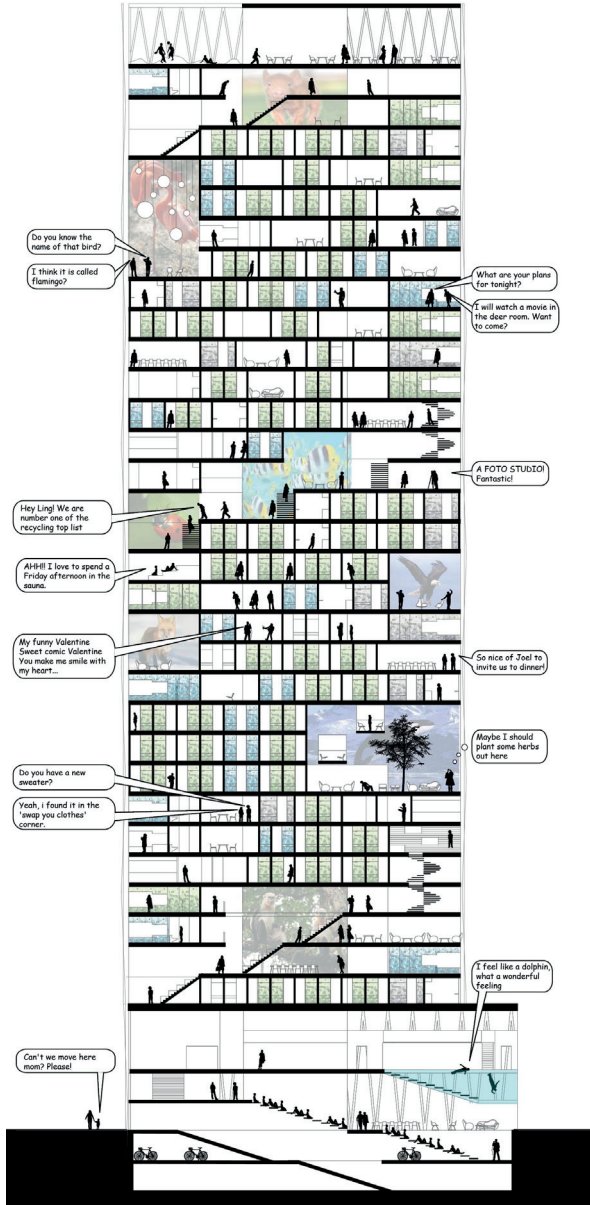 Do you know the
name of that bird?
I think it is called
flamingo?
What are your plans
for tonight?
I will watch a movie in
the deer room. Want
to come?
A FOTO STUDIO!
Fantastic!
Hey Ling! We are
number one of the
recycling top list
AHH!! I love to spend a
Friday afternoon in the
sauna.
My funny Valentine
Sweet comic Valentine
You make me smile with
my heart...
So nice of Joel to
invite us to dinner!
Maybe I should
plant some herbs
out here
Do you have a new
sweater?
Yeah, i found it in the
'swap you clothes'
corner.
I feel like a dolphin,
what a wonderful
feeling
Can't we move here
mom? Please!